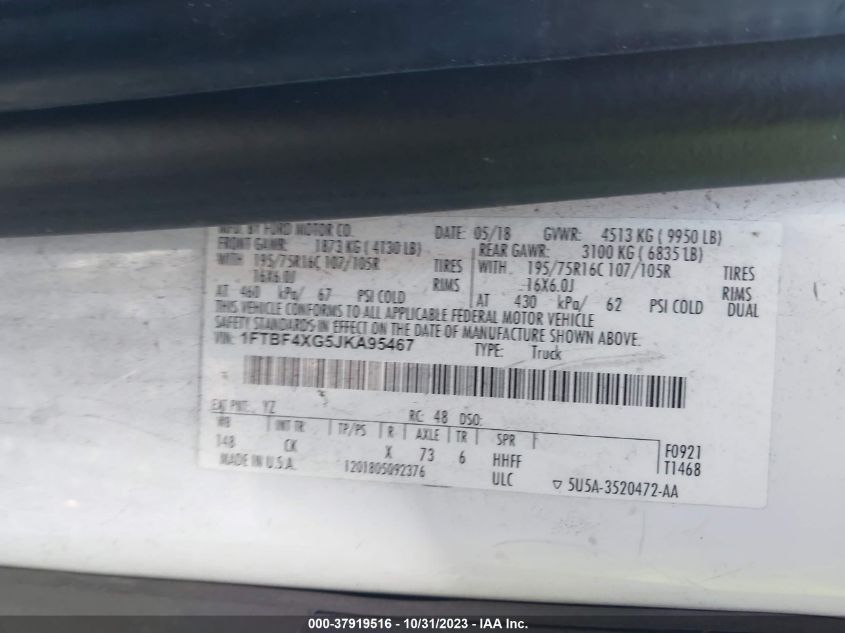 MFD. BY FORD MOTOR CO. DATE: 05/18 GVWR: 4513 KG ( 9950 LB)
FRONT GAWR: 1873 KG ( 4130 LB) REAR GAWR: 3100 KG ( 6835 LB)
WITH 195/75R16C 107/105R TIRES WITH 195/75R16C 107/105R TIRES
16X6.0J RIMS 16X6.0J RIMS
AT 460 kPa/ 67 PSI COLD AT 430 kPa/ 62 PSI COLD DUAL
THIS VEHICLE CONFORMS TO ALL APPLICABLE FEDERAL MOTOR VEHICLE
SAFETY STANDARDS IN EFFECT ON THE DATE OF MANUFACTURE SHOWN ABOVE.
VIN: 1FTBF4XG5JKA95467 TYPE: Truck
EXT PNT: YZ RC: 48 DSO:
WB INT TR TP/PS R AXLE TR SPR F0921
148 CK X 73 6 HHFF T1468
MADE IN U.S.A. 1201805092376 ULC 5U5A-3520472-AA
000-37919516 - 10/31/2023 - IAA Inc.